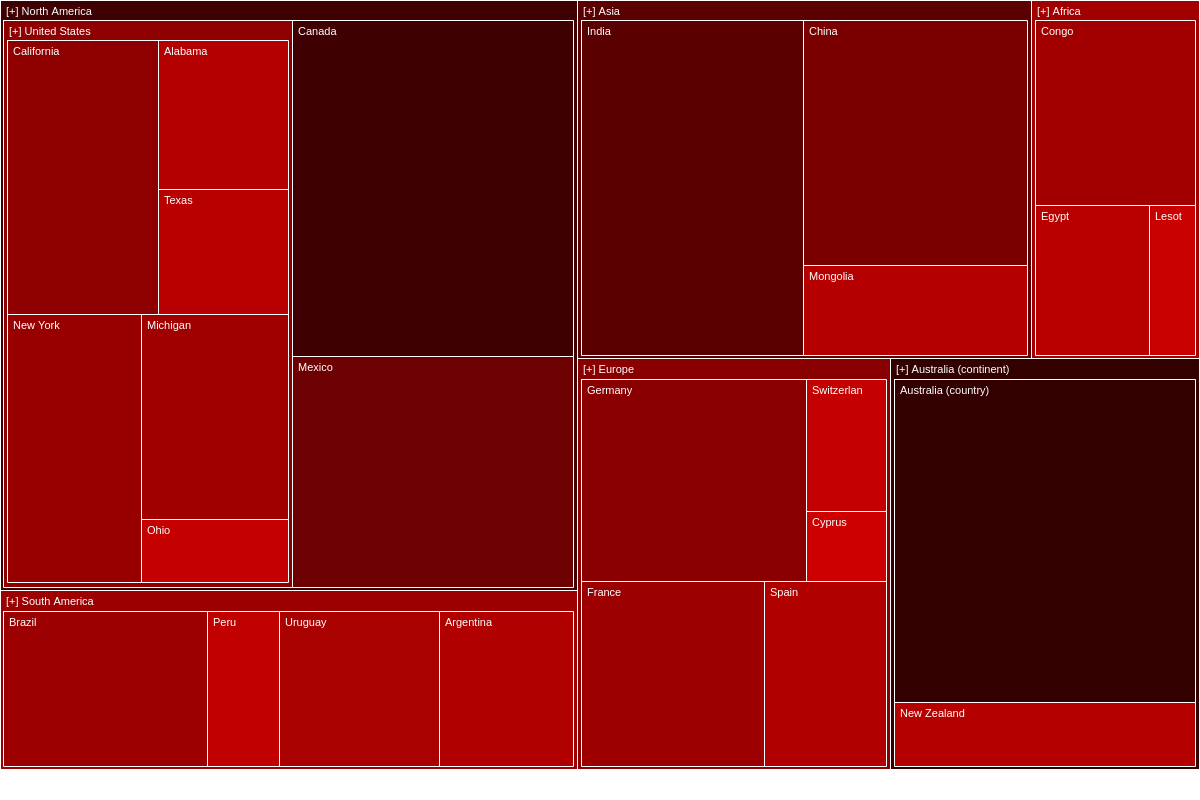 [+] North America
[+] United States
California
Alabama
Texas
New York
Michigan
Ohio
Canada
Mexico
[+] South America
Brazil
Peru
Uruguay
Argentina
[+] Asia
India
China
Mongolia
[+] Africa
Congo
Egypt
Lesot
[+] Europe
Germany
Switzerlan
Cyprus
France
Spain
[+] Australia (continent)
Australia (country)
New Zealand